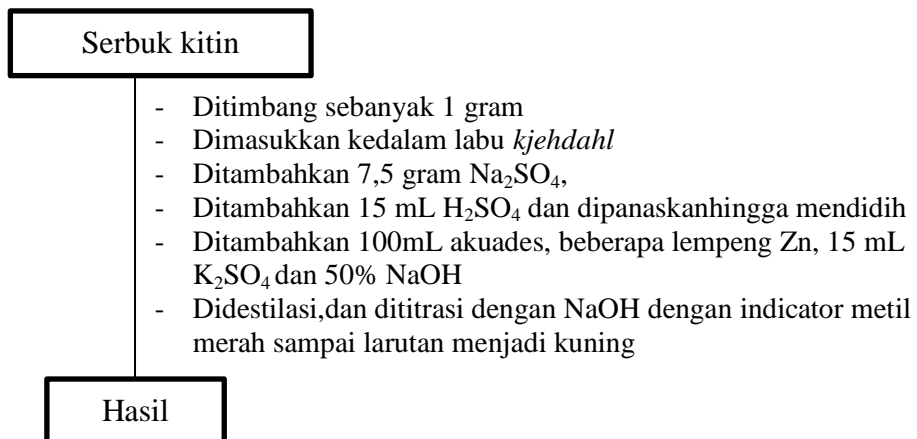 Serbuk kitin
- Ditimbang sebanyak 1 gram
- Dimasukkan kedalam labu kjehdahl
- Ditambahkan 7,5 gram Na₂SO₄,
- Ditambahkan 15 mL H₂SO₄ dan dipanaskanhingga mendidih
- Ditambahkan 100mL akuades, beberapa lempeng Zn, 15 mL
K₂SO₄ dan 50% NaOH
- Didestilasi,dan dititrasi dengan NaOH dengan indicator metil
merah sampai larutan menjadi kuning
Hasil